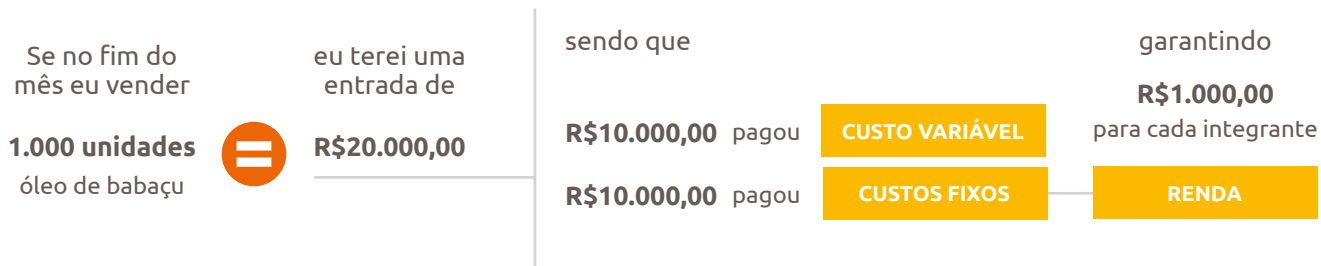 Se no fim do
mês eu vender
1.000 unidades
óleo de babaçu
eu terei uma
entrada de
R$20.000,00
sendo que
R$10.000,00 pagou CUSTO VARIÁVEL
R$10.000,00 pagou CUSTOS FIXOS
garantindo
R$1.000,00
para cada integrante
RENDA